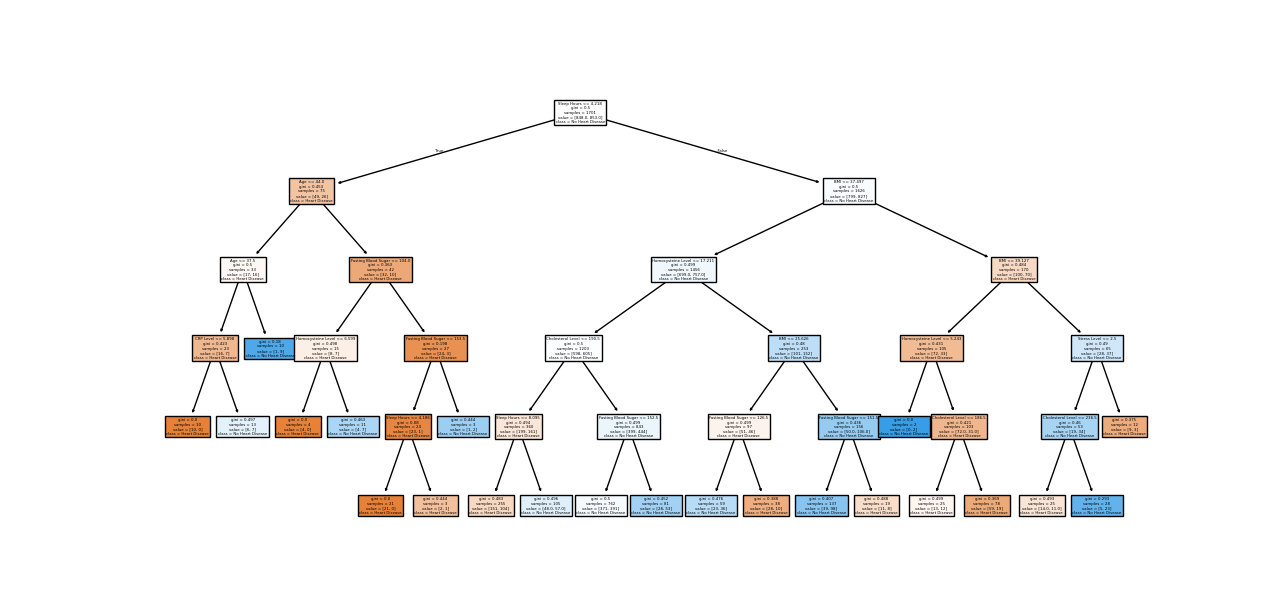 Sleep Hours <= 4.218
gini = 0.5
samples = 1701
value = [848.0, 853.0]
class = No Heart Disease
True
False
Age <= 44.0
gini = 0.453
samples = 75
value = [49, 26]
class = Heart Disease
BMI <= 37.497
gini = 0.5
samples = 1626
value = [799, 827]
class = No Heart Disease
Age <= 37.5
gini = 0.5
samples = 33
value = [17, 16]
class = Heart Disease
Fasting Blood Sugar <= 104.0
gini = 0.363
samples = 42
value = [32, 10]
class = Heart Disease
Homocysteine Level <= 17.211
gini = 0.499
samples = 1456
value = [699.0, 757.0]
class = No Heart Disease
BMI <= 39.127
gini = 0.484
samples = 170
value = [100, 70]
class = Heart Disease
CRP Level <= 5.898
gini = 0.423
samples = 23
value = [16, 7]
class = Heart Disease
gini = 0.18
samples = 10
value = [1, 9]
class = No Heart Disease
Homocysteine Level <= 6.599
gini = 0.498
samples = 15
value = [8, 7]
class = Heart Disease
Fasting Blood Sugar <= 153.5
gini = 0.198
samples = 27
value = [24, 3]
class = Heart Disease
Cholesterol Level <= 190.5
gini = 0.5
samples = 1203
value = [598, 605]
class = No Heart Disease
BMI <= 25.026
gini = 0.48
samples = 253
value = [101, 152]
class = No Heart Disease
Homocysteine Level <= 5.243
gini = 0.431
samples = 105
value = [72, 33]
class = Heart Disease
Stress Level <= 2.5
gini = 0.49
samples = 65
value = [28, 37]
class = No Heart Disease
gini = 0.0
samples = 10
value = [10, 0]
class = Heart Disease
gini = 0.497
samples = 13
value = [6, 7]
class = No Heart Disease
gini = 0.0
samples = 4
value = [4, 0]
class = Heart Disease
gini = 0.463
samples = 11
value = [4, 7]
class = No Heart Disease
gini = 0.08
samples = 24
value = [23, 1]
class = Heart Disease
gini = 0.444
samples = 3
value = [1, 2]
class = No Heart Disease
Sleep Hours <= 8.095
gini = 0.494
samples = 360
value = [199, 161]
class = Heart Disease
Fasting Blood Sugar <= 152.5
gini = 0.499
samples = 843
value = [399, 444]
class = No Heart Disease
Fasting Blood Sugar <= 126.5
gini = 0.499
samples = 97
value = [51, 46]
class = Heart Disease
gini = 0.436
samples = 156
value = [50.0, 106.0]
class = No Heart Disease
gini = 0.0
samples = 2
value = [0, 2]
class = No Heart Disease
Cholesterol Level <= 184.5
gini = 0.421
samples = 103
value = [72.0, 31.0]
class = Heart Disease
gini = 0.46
samples = 53
value = [19, 34]
class = No Heart Disease
gini = 0.375
samples = 12
value = [9, 3]
class = Heart Disease
gini = 0.0
samples = 21
value = [21, 0]
class = Heart Disease
gini = 0.444
samples = 3
value = [2, 1]
class = Heart Disease
gini = 0.483
samples = 255
value = [151, 104]
class = Heart Disease
gini = 0.496
samples = 105
value = [48.0, 57.0]
class = No Heart Disease
gini = 0.5
samples = 762
value = [371, 391]
class = No Heart Disease
gini = 0.452
samples = 81
value = [28, 53]
class = No Heart Disease
gini = 0.476
samples = 59
value = [23, 36]
class = No Heart Disease
gini = 0.388
samples = 38
value = [28, 10]
class = Heart Disease
gini = 0.407
samples = 137
value = [39, 98]
class = No Heart Disease
gini = 0.488
samples = 19
value = [11, 8]
class = Heart Disease
gini = 0.499
samples = 25
value = [13, 12]
class = Heart Disease
gini = 0.369
samples = 78
value = [59, 19]
class = Heart Disease
gini = 0.493
samples = 25
value = [14.0, 11.0]
class = Heart Disease
gini = 0.293
samples = 28
value = [5, 23]
class = No Heart Disease